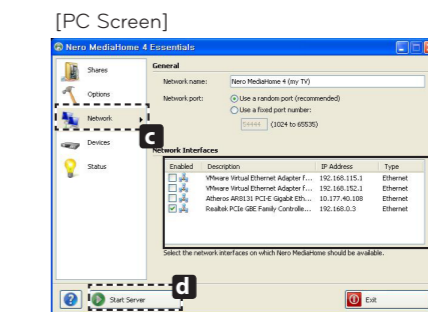 [PC Screen]
Nero MediaHome 4 Essentials
Shares
Options
Network
Devices
Status
c
General
Network name: Nero MediaHome 4 (my TV)
Network port: Use a random port (recommended)
Use a fixed port number:
54444 (1024 to 65535)
Network Interfaces
Enabled Description IP Address Type
VMware Virtual Ethernet Adapter f... 192.168.115.1 Ethernet
VMware Virtual Ethernet Adapter f... 192.168.152.1 Ethernet
Atheros AR8131 PCI-E Gigabit Eth... 10.177.40.108 Ethernet
Realtek PCIe GBE Family Controlle... 192.168.0.3 Ethernet
Select the network interfaces on which Nero MediaHome should be available.
d
Start Server
Exit